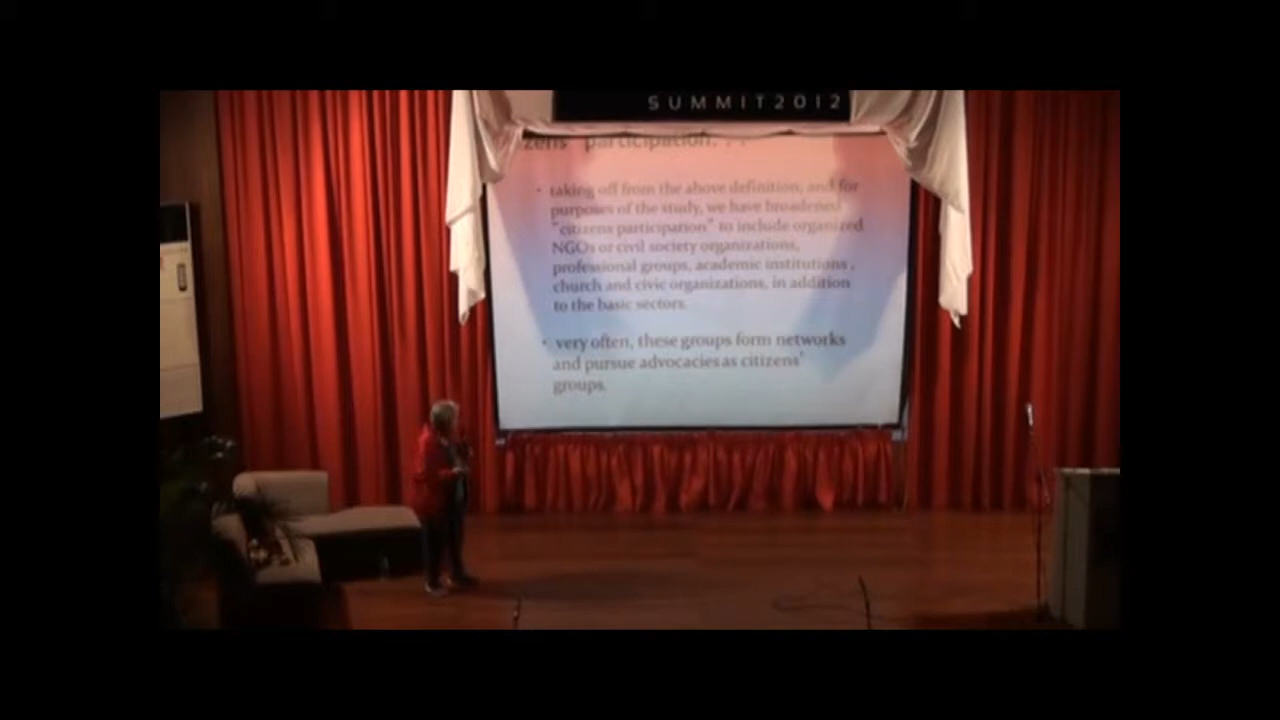 SUMMIT2012
zens' participation. . .
• taking off from the above definition, and for
purposes of the study, we have broadened
"citizens participation" to include organized
NGOs or civil society organizations,
professional groups, academic institutions ,
church and civic organizations, in addition
to the basic sectors.
• very often, these groups form networks
and pursue advocacies as citizens'
groups.